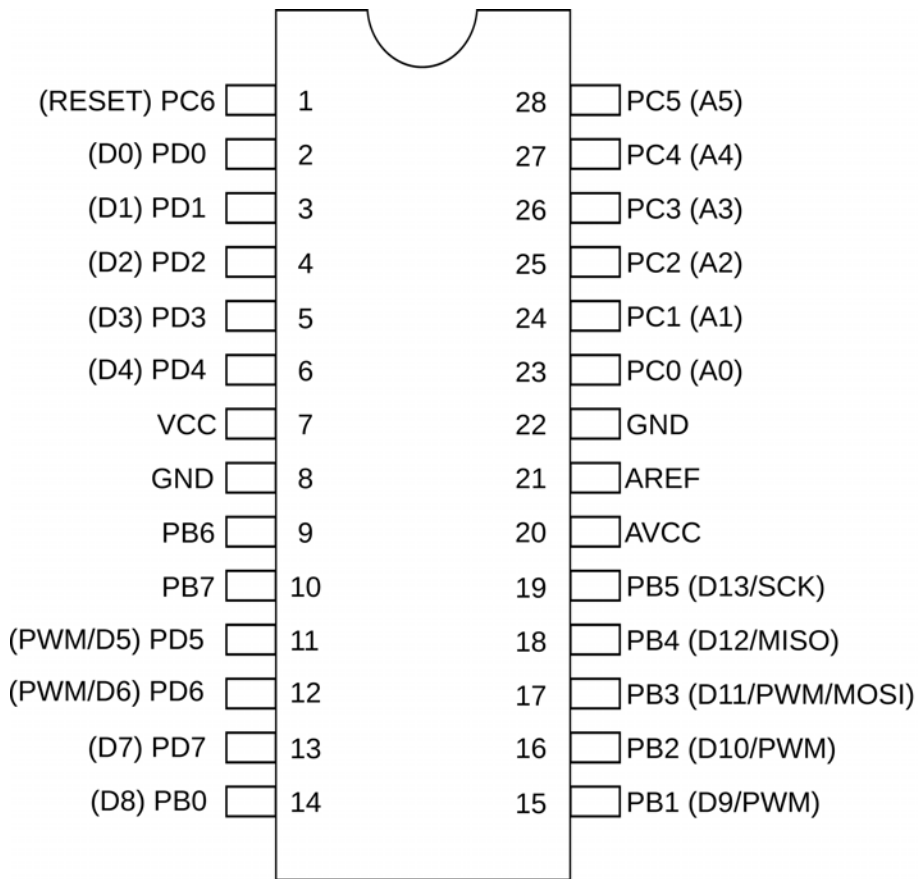 (RESET) PC6 1 28 PC5 (A5)
(D0) PD0 2 27 PC4 (A4)
(D1) PD1 3 26 PC3 (A3)
(D2) PD2 4 25 PC2 (A2)
(D3) PD3 5 24 PC1 (A1)
(D4) PD4 6 23 PC0 (A0)
VCC 7 22 GND
GND 8 21 AREF
PB6 9 20 AVCC
PB7 10 19 PB5 (D13/SCK)
(PWM/D5) PD5 11 18 PB4 (D12/MISO)
(PWM/D6) PD6 12 17 PB3 (D11/PWM/MOSI)
(D7) PD7 13 16 PB2 (D10/PWM)
(D8) PB0 14 15 PB1 (D9/PWM)